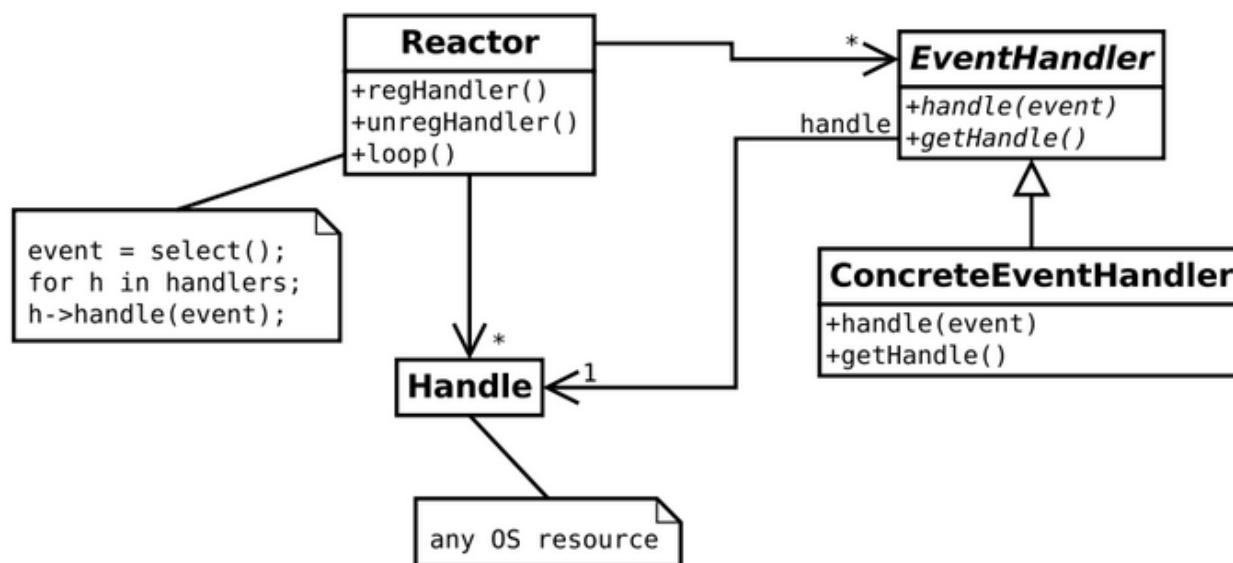 Reactor
+regHandler()
+unregHandler()
+loop()
*
EventHandler
+handle(event)
+getHandle()
handle
event = select();
for h in handlers;
h->handle(event);
ConcreteEventHandler
+handle(event)
+getHandle()
*
1
Handle
any OS resource